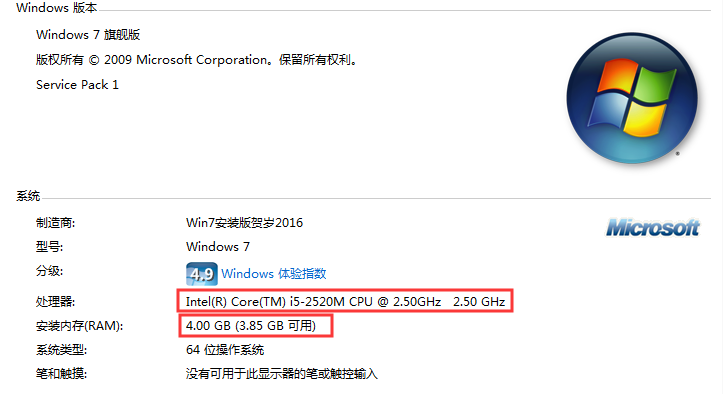 Windows 版本
Windows 7 旗舰版
版权所有 © 2009 Microsoft Corporation。保留所有权利。
Service Pack 1
系统
制造商: Win7安装版贺岁2016
Microsoft
型号: Windows 7
分级: 4.9 Windows 体验指数
处理器: Intel(R) Core(TM) i5-2520M CPU @ 2.50GHz 2.50 GHz
安装内存(RAM): 4.00 GB (3.85 GB 可用)
系统类型: 64 位操作系统
笔和触摸: 没有可用于此显示器的笔或触控输入